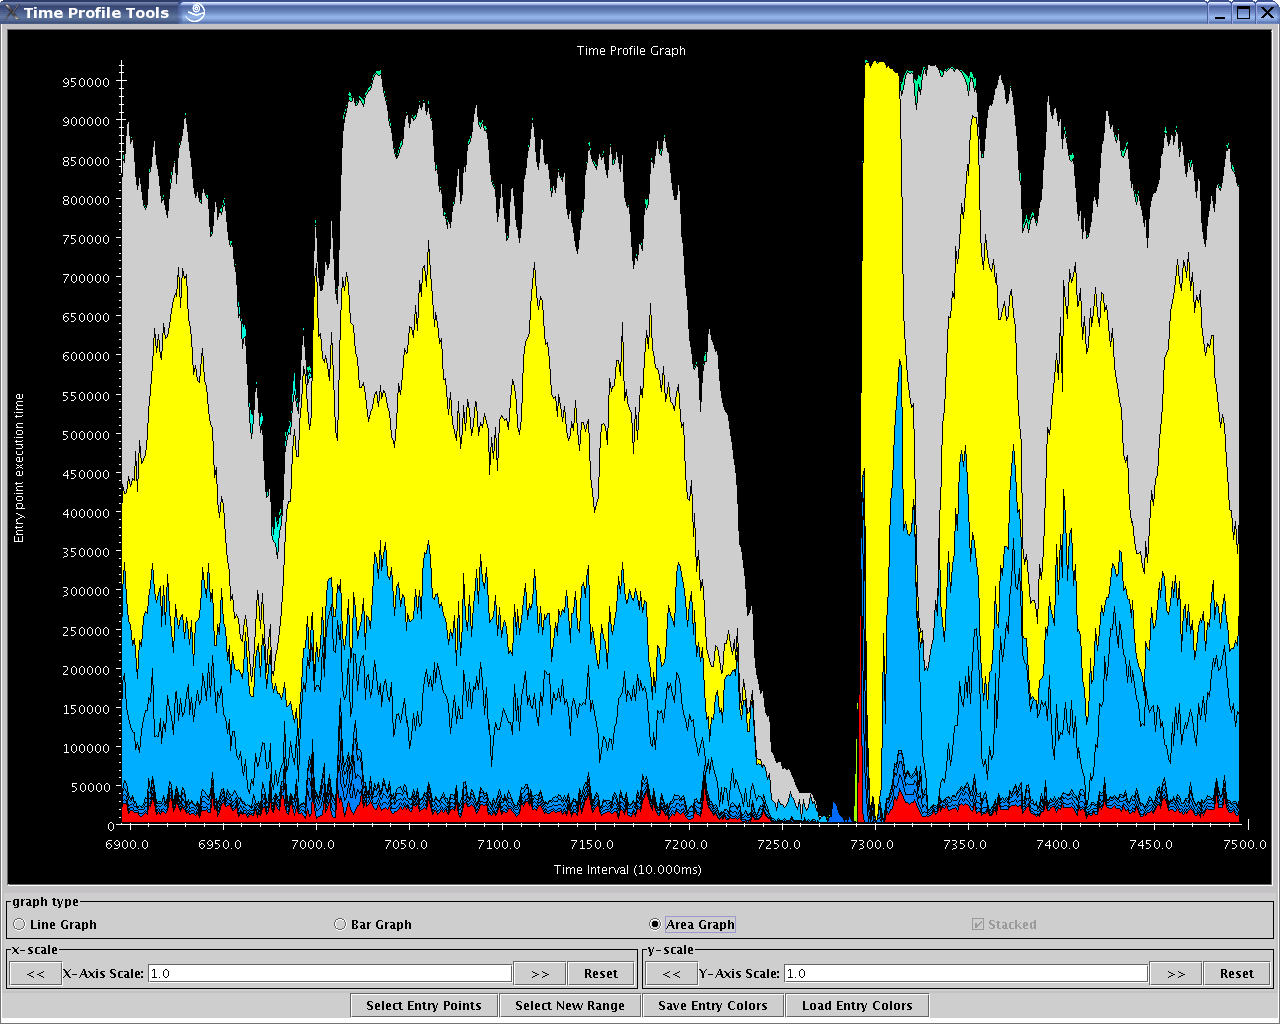 Time Profile Tools
Time Profile Graph
950000
900000
850000
800000
750000
700000
650000
600000
550000
500000
450000
400000
350000
300000
250000
200000
150000
100000
50000
0
Entry point execution time
6900.0 6950.0 7000.0 7050.0 7100.0 7150.0 7200.0 7250.0 7300.0 7350.0 7400.0 7450.0 7500.0
Time Interval (10.000ms)
graph type
Line Graph Bar Graph Area Graph Stacked
x-scale y-scale
<< X-Axis Scale: 1.0 >> Reset << Y-Axis Scale: 1.0 >> Reset
Select Entry Points Select New Range Save Entry Colors Load Entry Colors